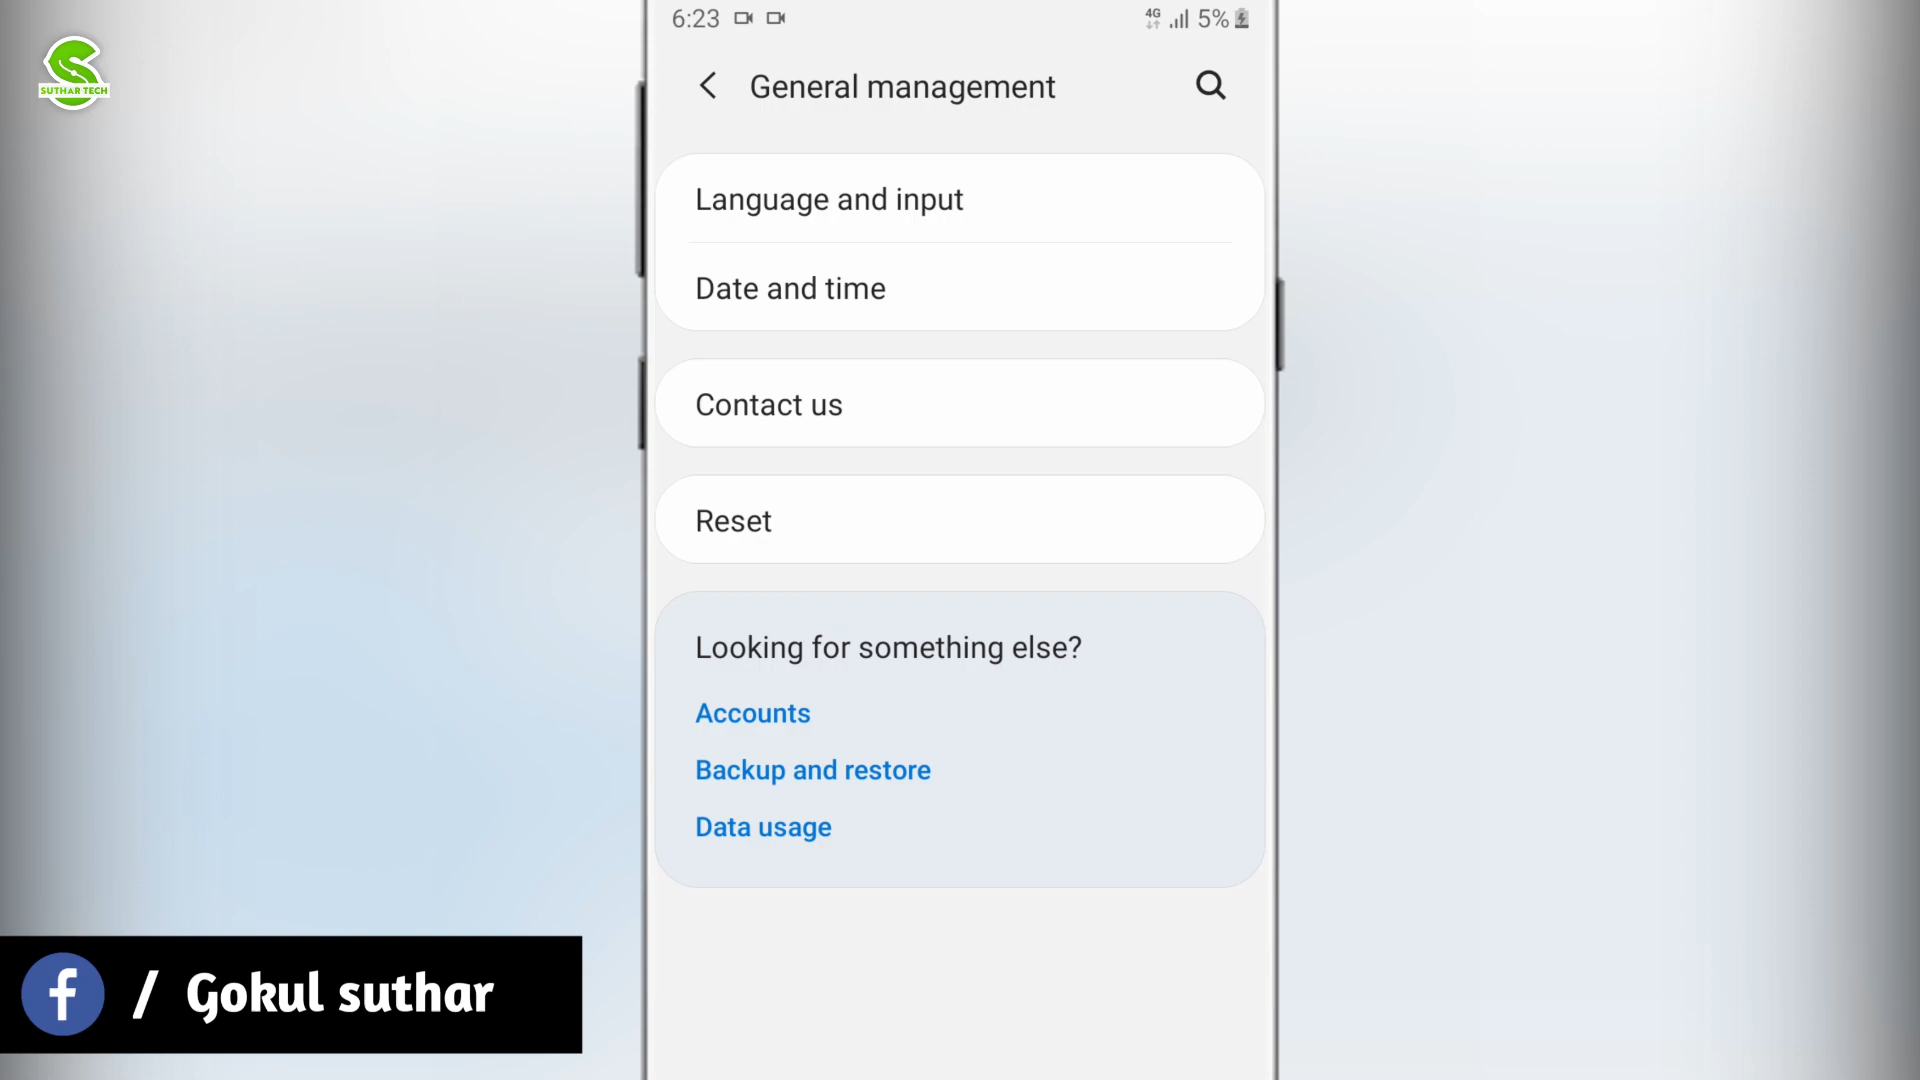 6:23
4G
5%
SUTHAR TECH
General management
Language and input
Date and time
Contact us
Reset
Looking for something else?
Accounts
Backup and restore
Data usage
f / Gokul suthar